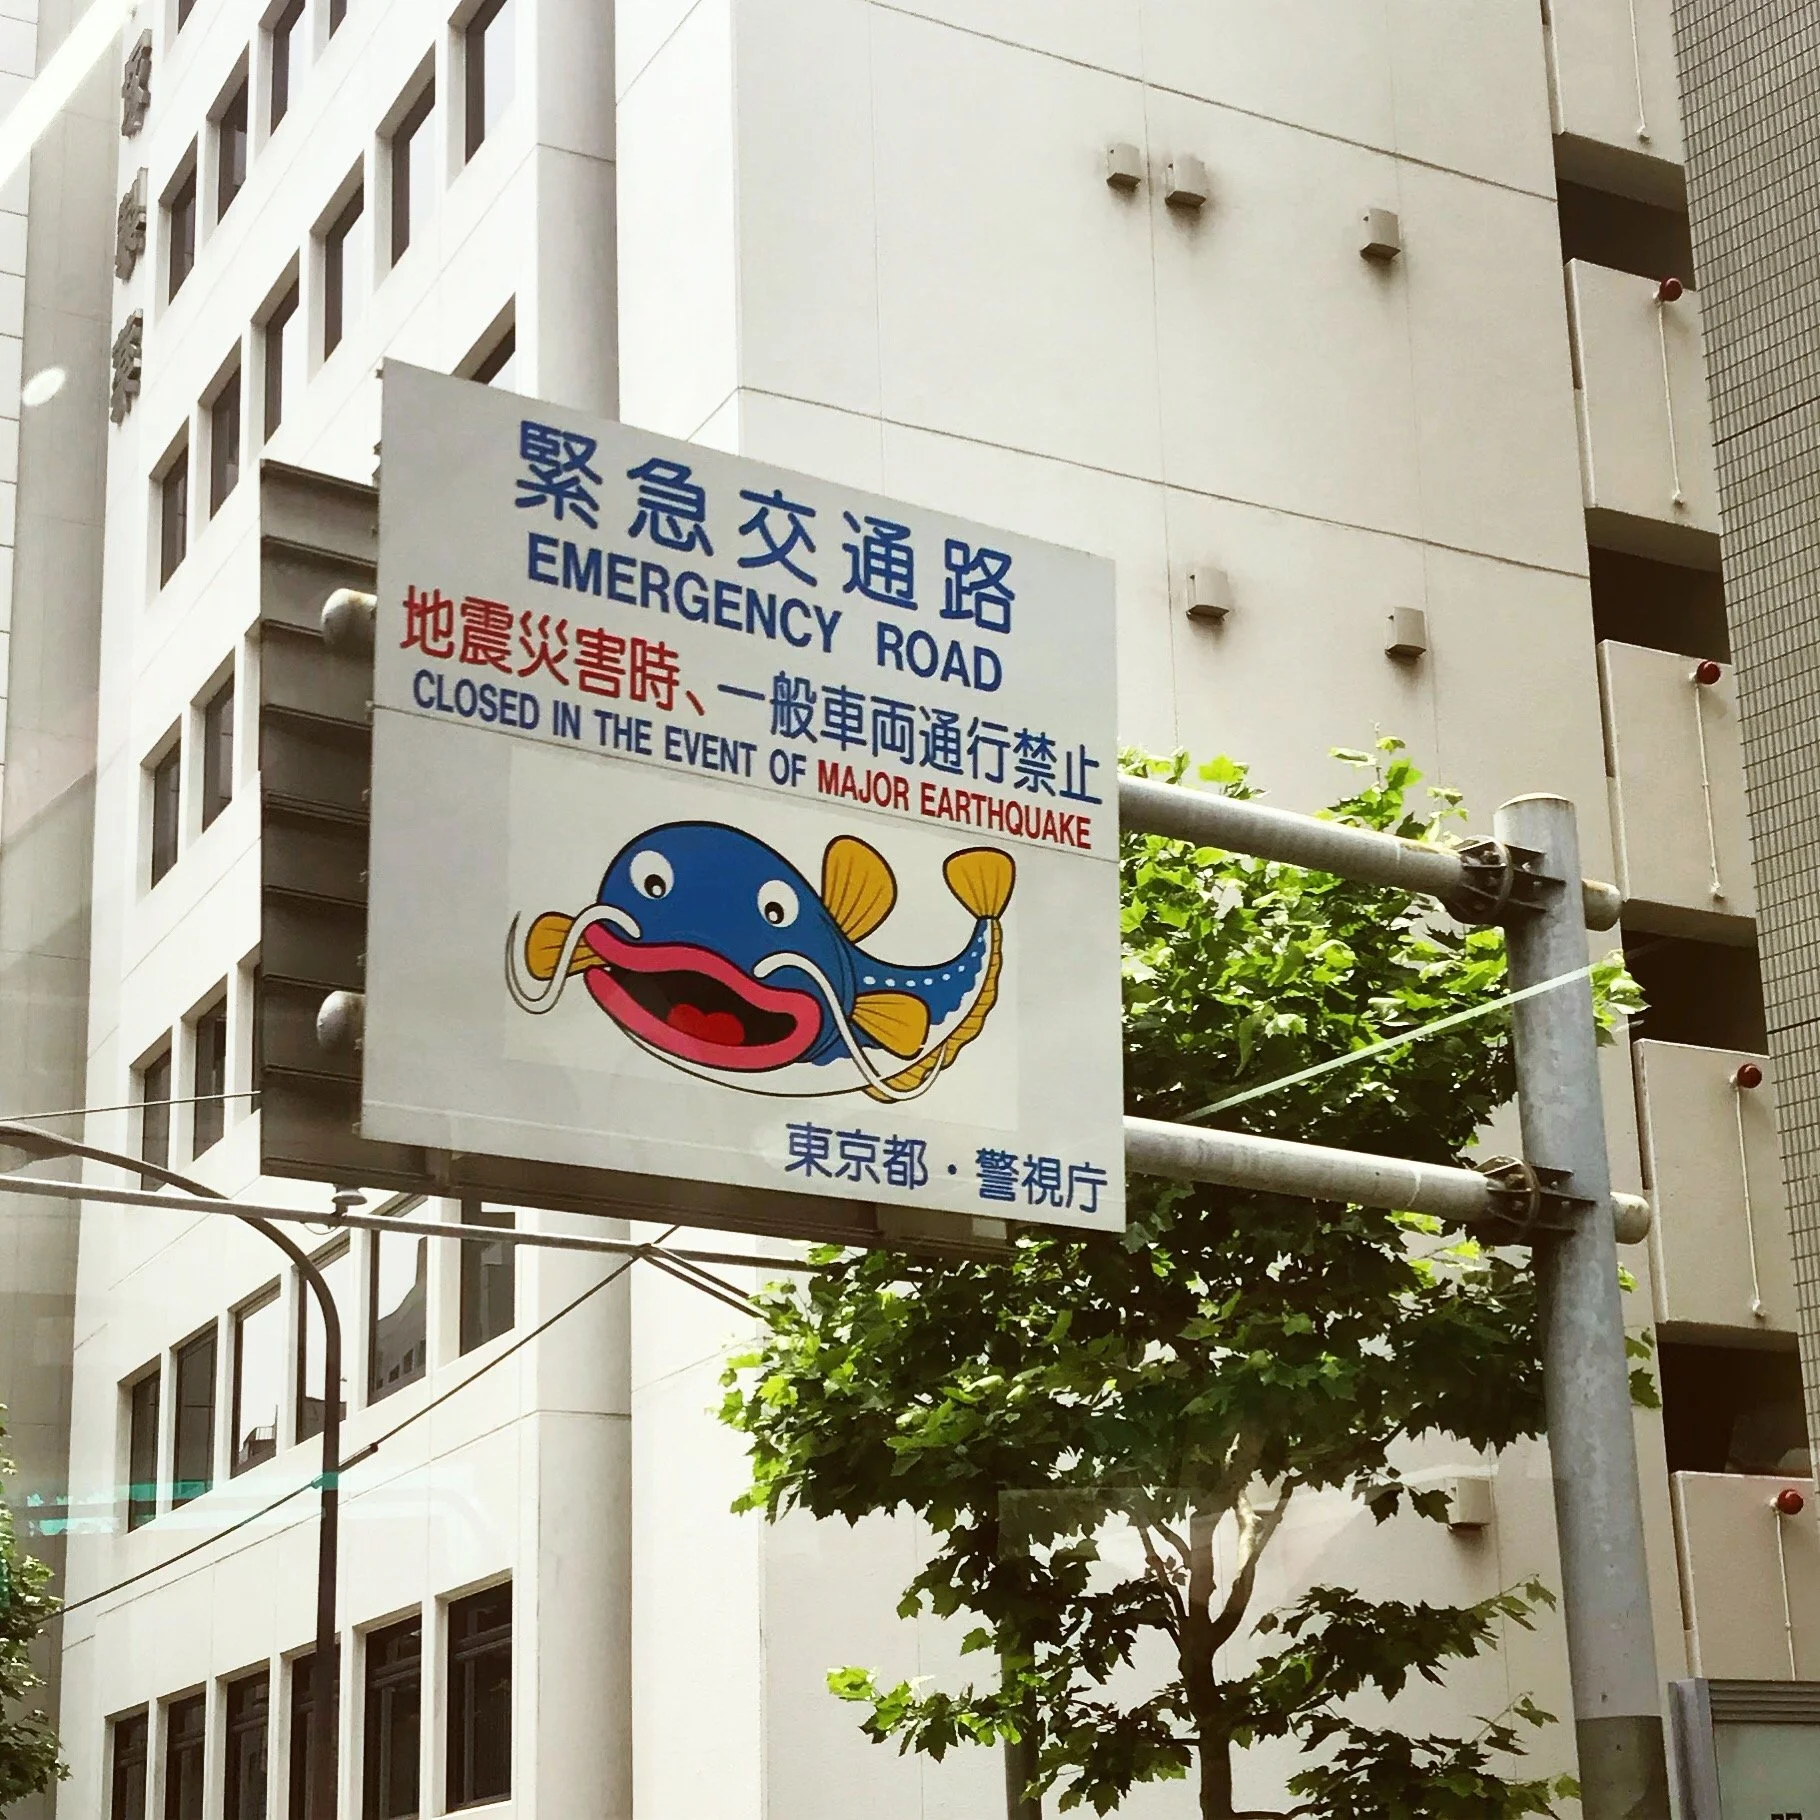 緊急交通路
EMERGENCY ROAD
地震災害時、一般車両通行禁止
CLOSED IN THE EVENT OF MAJOR EARTHQUAKE
東京都・警視庁